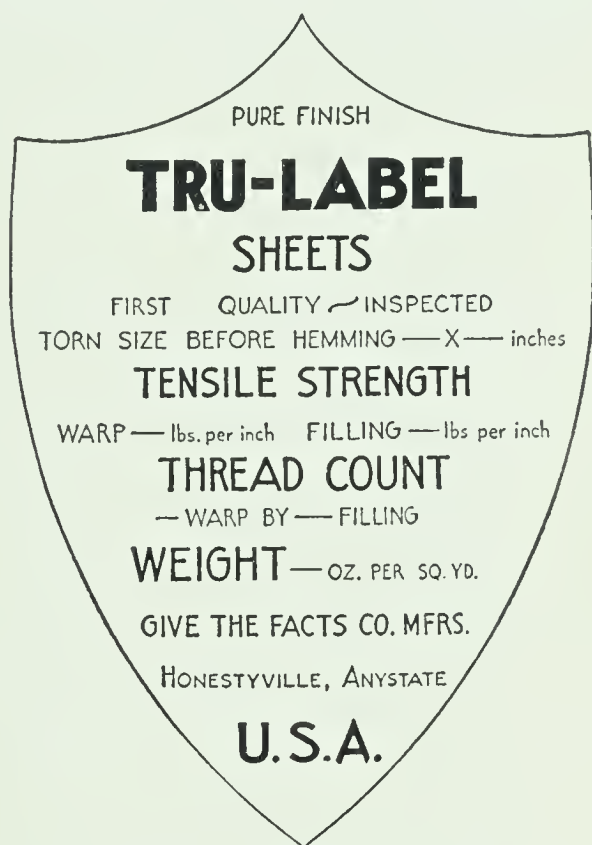 PURE FINISH
TRU-LABEL
SHEETS
FIRST QUALITY ~ INSPECTED
TORN SIZE BEFORE HEMMING — X — inches
TENSILE STRENGTH
WARP — lbs. per inch FILLING — lbs per inch
THREAD COUNT
— WARP BY — FILLING
WEIGHT — OZ. PER SQ. YD.
GIVE THE FACTS CO. MFRS.
HONESTYVILLE, ANYSTATE
U.S.A.